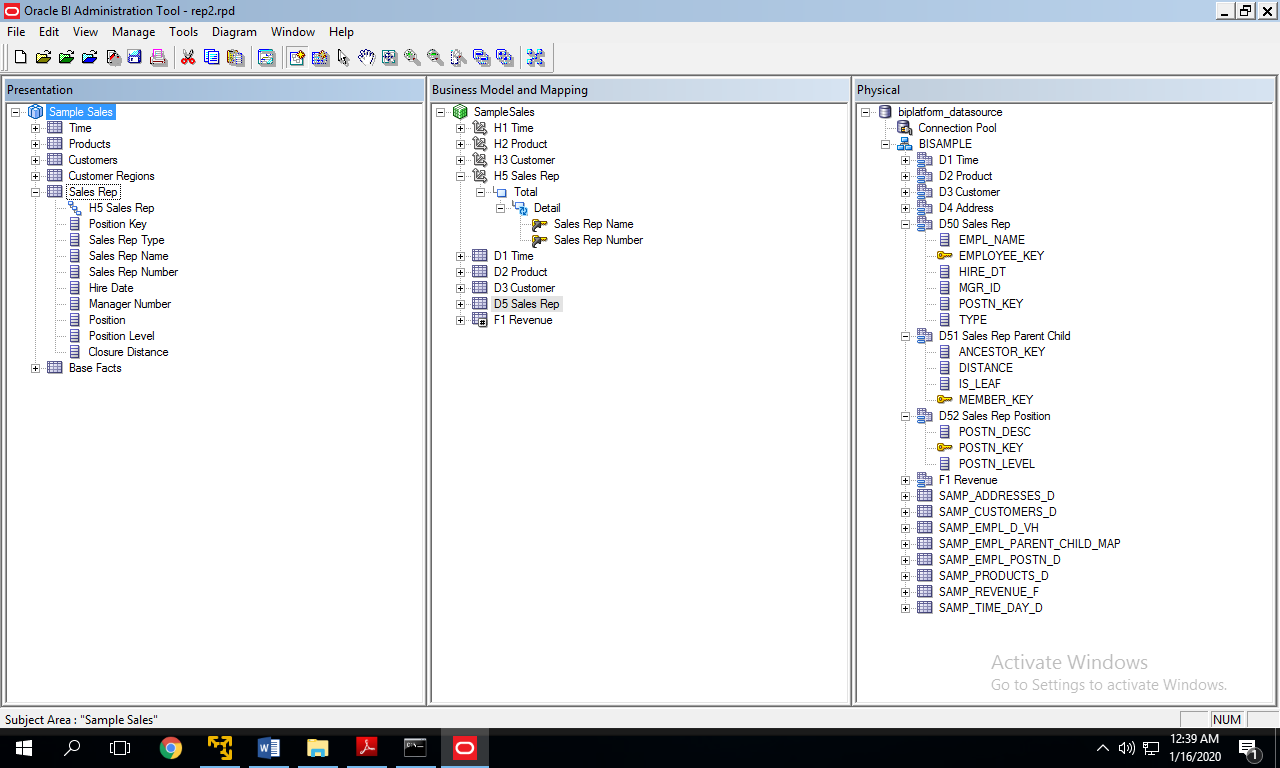 Oracle BI Administration Tool - rep2.rpd
File Edit View Manage Tools Diagram Window Help
Presentation
Sample Sales
Time
Products
Customers
Customer Regions
Sales Rep
H5 Sales Rep
Position Key
Sales Rep Type
Sales Rep Name
Sales Rep Number
Hire Date
Manager Number
Position
Position Level
Closure Distance
Base Facts
Business Model and Mapping
SampleSales
H1 Time
H2 Product
H3 Customer
H5 Sales Rep
Total
Detail
Sales Rep Name
Sales Rep Number
D1 Time
D2 Product
D3 Customer
D5 Sales Rep
F1 Revenue
Physical
biplatform_datasource
Connection Pool
BISAMPLE
D1 Time
D2 Product
D3 Customer
D4 Address
D50 Sales Rep
EMPL_NAME
EMPLOYEE_KEY
HIRE_DT
MGR_ID
POSTN_KEY
TYPE
D51 Sales Rep Parent Child
ANCESTOR_KEY
DISTANCE
IS_LEAF
MEMBER_KEY
D52 Sales Rep Position
POSTN_DESC
POSTN_KEY
POSTN_LEVEL
F1 Revenue
SAMP_ADDRESSES_D
SAMP_CUSTOMERS_D
SAMP_EMPL_D_VH
SAMP_EMPL_PARENT_CHILD_MAP
SAMP_EMPL_POSTN_D
SAMP_PRODUCTS_D
SAMP_REVENUE_F
SAMP_TIME_DAY_D
Activate Windows
Go to Settings to activate Windows.
Subject Area : "Sample Sales"
NUM
12:39 AM
1/16/2020
1